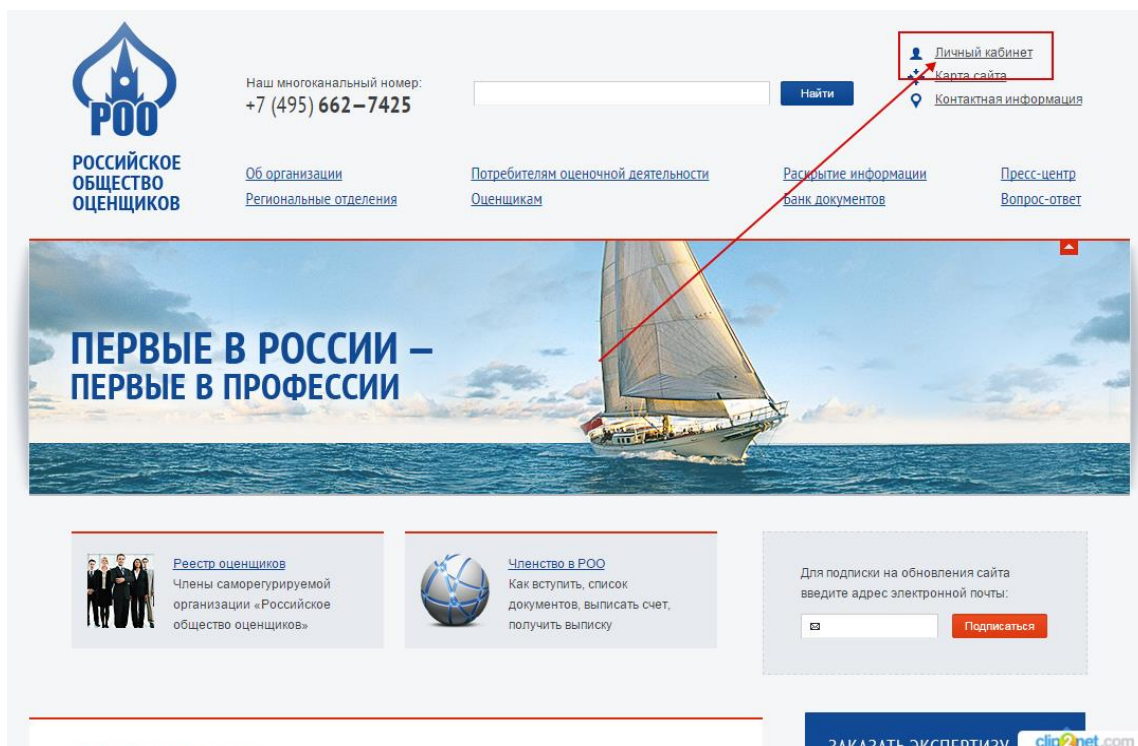 РОО
РОССИЙСКОЕ
ОБЩЕСТВО
ОЦЕНЩИКОВ
Наш многоканальный номер:
+7 (495) 662–7425
Найти
Личный кабинет
Карта сайта
Контактная информация
Об организации
Региональные отделения
Потребителям оценочной деятельности
Оценщикам
Раскрытие информации
Банк документов
Пресс-центр
Вопрос-ответ
ПЕРВЫЕ В РОССИИ –
ПЕРВЫЕ В ПРОФЕССИИ
Реестр оценщиков
Члены саморегурируемой
организации «Российское
общество оценщиков»
Членство в РОО
Как вступить, список
документов, выписать счет,
получить выписку
Для подписки на обновления сайта
введите адрес электронной почты:
Подписаться
ЗАКАЗАТЬ ЭКСПЕРТИЗУ
clip2net.com